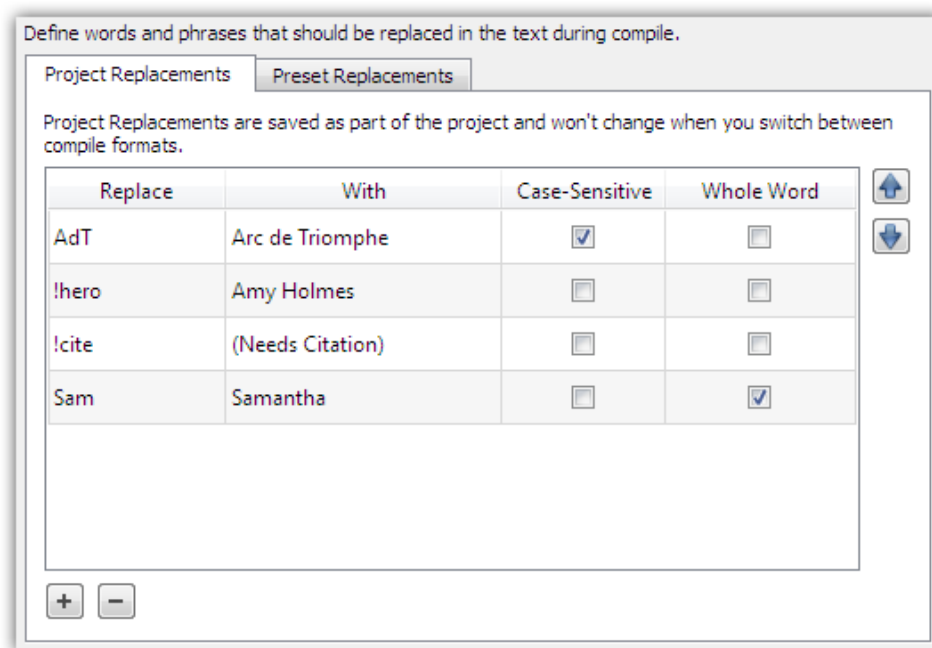 Define words and phrases that should be replaced in the text during compile.
Project Replacements Preset Replacements
Project Replacements are saved as part of the project and won't change when you switch between
compile formats.
Replace With Case-Sensitive Whole Word
AdT Arc de Triomphe
!hero Amy Holmes
!cite (Needs Citation)
Sam Samantha